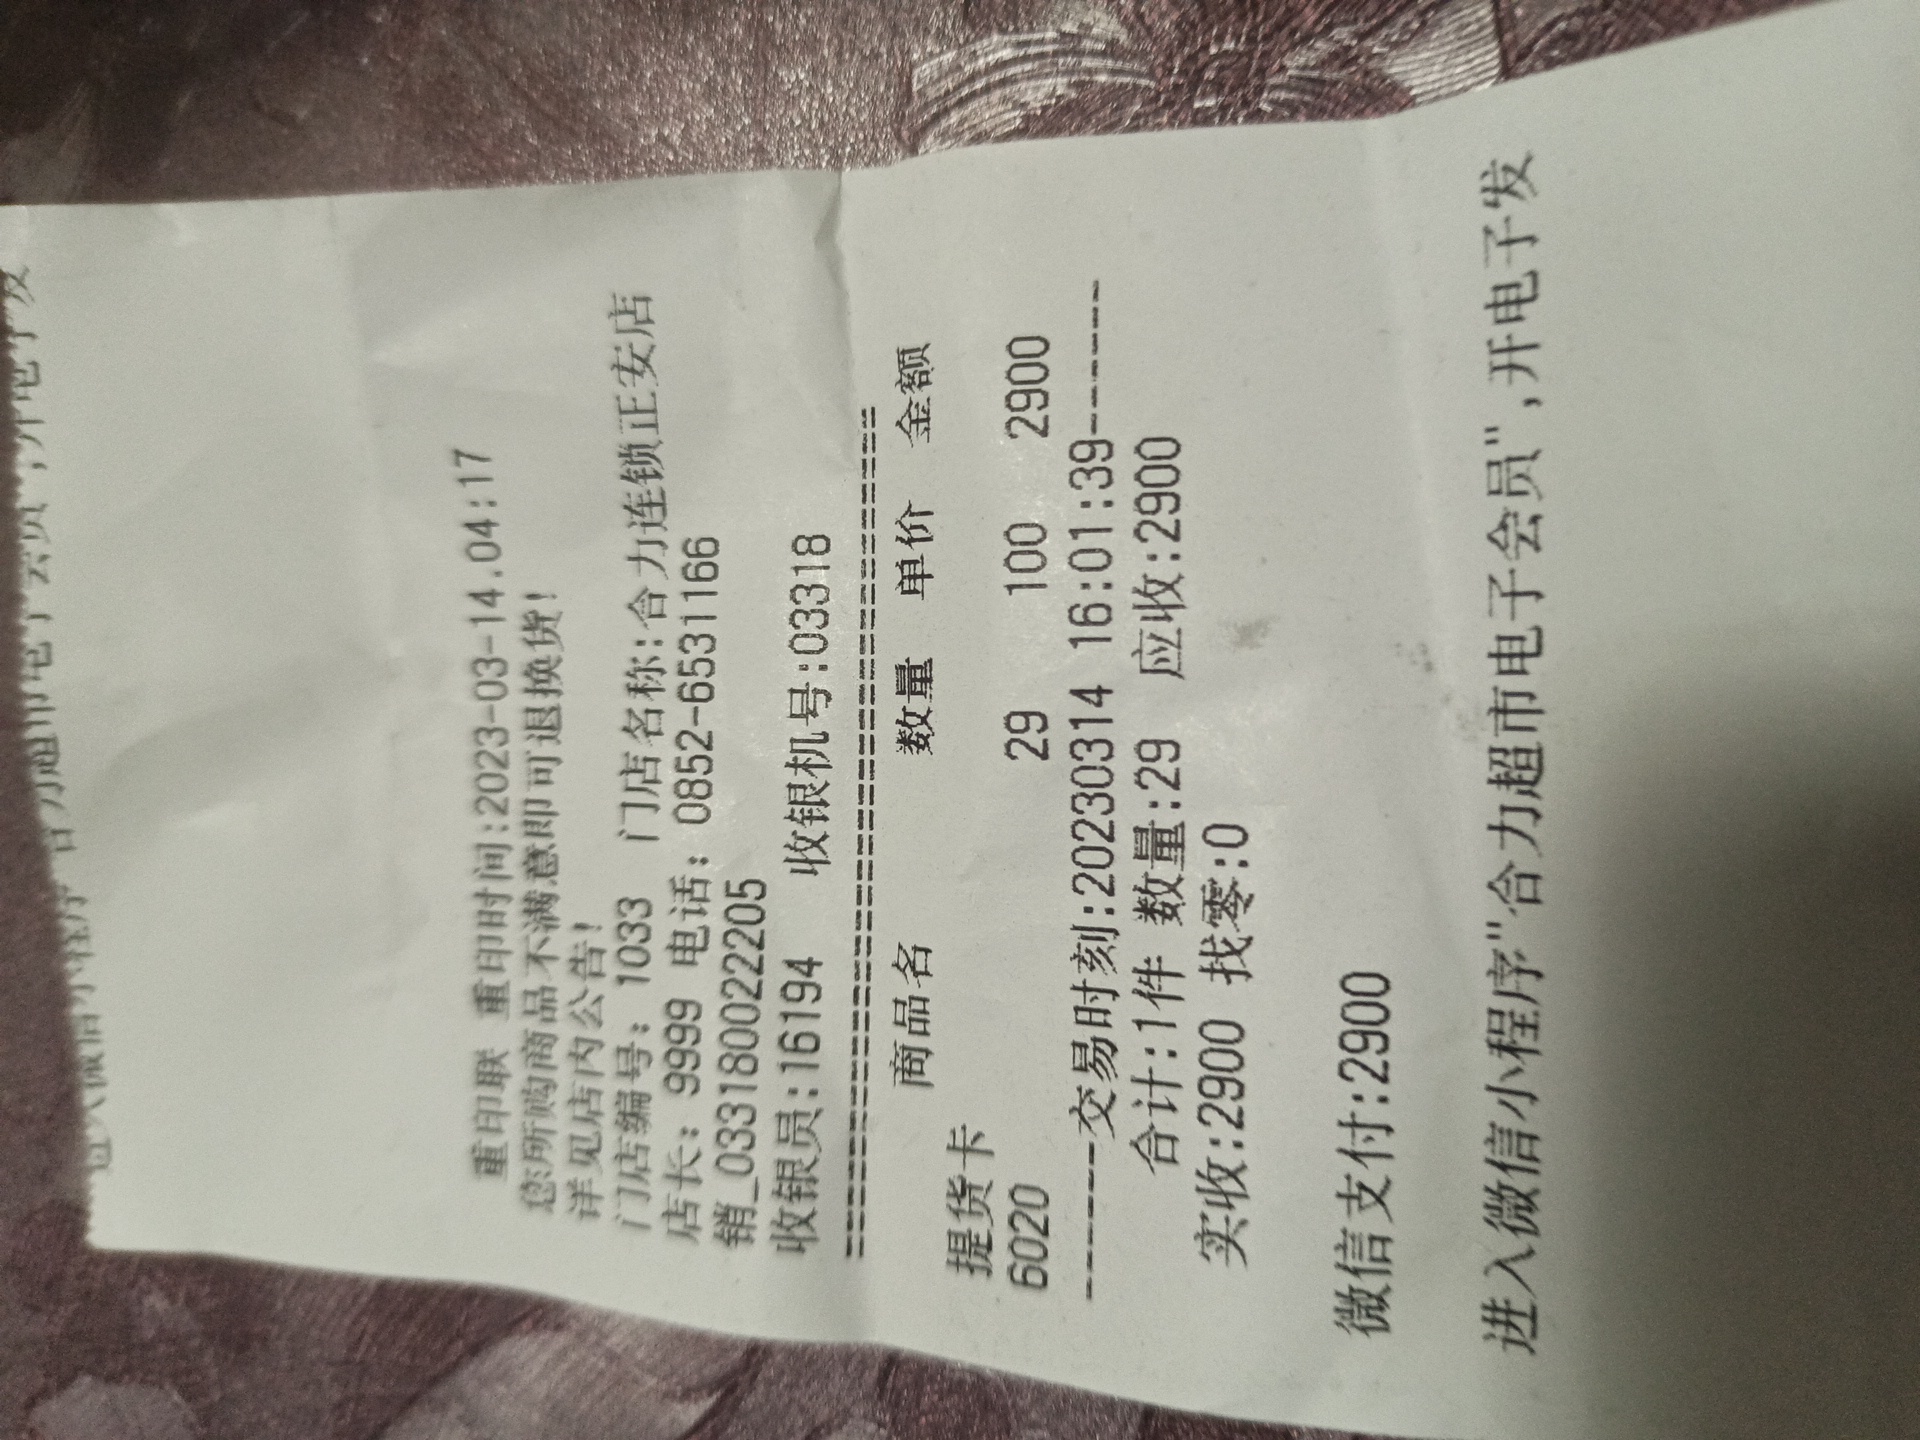 重印联 重印时间:2023-03-14.04:17
您所购商品不满意即可退换货!
详见店内公告!
门店编号: 1033 门店名称:合力连锁正安店
店长: 9999 电话: 0852-6531166
销_0331800022205
收银员:16194 收银机号:03318
==================================
商品名 数量 单价 金额
提货卡
6020 29 100 2900
------交易时刻:20230314 16:01:39------
合计:1件 数量:29 应收:2900
实收:2900 找零:0
微信支付:2900
进入微信小程序"合力超市电子会员",开电子发